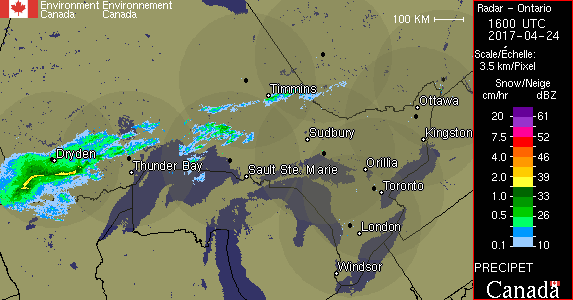 Environment Environnement
Canada Canada
Radar - Ontario
1600 UTC
2017-04-24
100 KM
Scale/Échelle:
3.5 km/Pixel
Snow/Neige
cm/hr dBZ
20 61
7.5 57
5.0 52
4.0 46
2.0 39
1.0 33
0.5 26
0.1 10
Timmins
Ottawa
Sudbury
Kingston
Dryden
Thunder Bay
Sault Ste. Marie
Orillia
Toronto
London
Windsor
PRECIPET
Canada